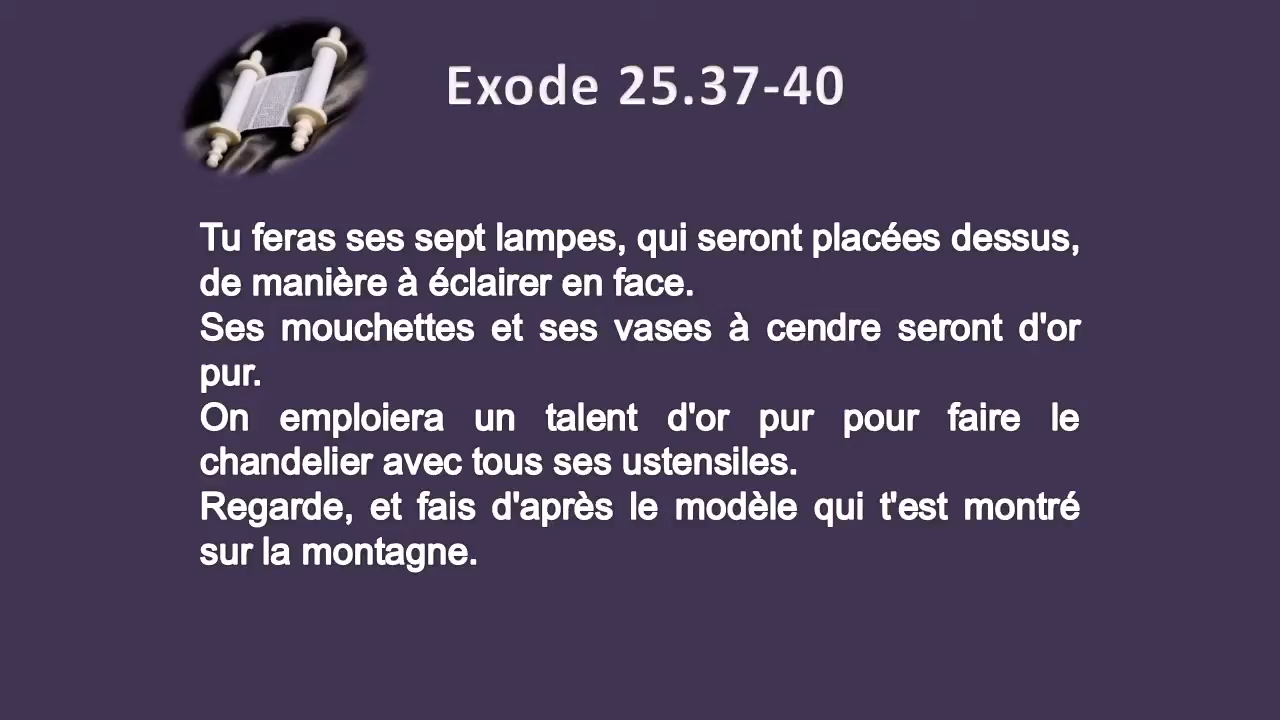 Exode 25.37-40
Tu feras ses sept lampes, qui seront placées dessus,
de manière à éclairer en face.
Ses mouchettes et ses vases à cendre seront d'or
pur.
On emploiera un talent d'or pur pour faire le
chandelier avec tous ses ustensiles.
Regarde, et fais d'après le modèle qui t'est montré
sur la montagne.